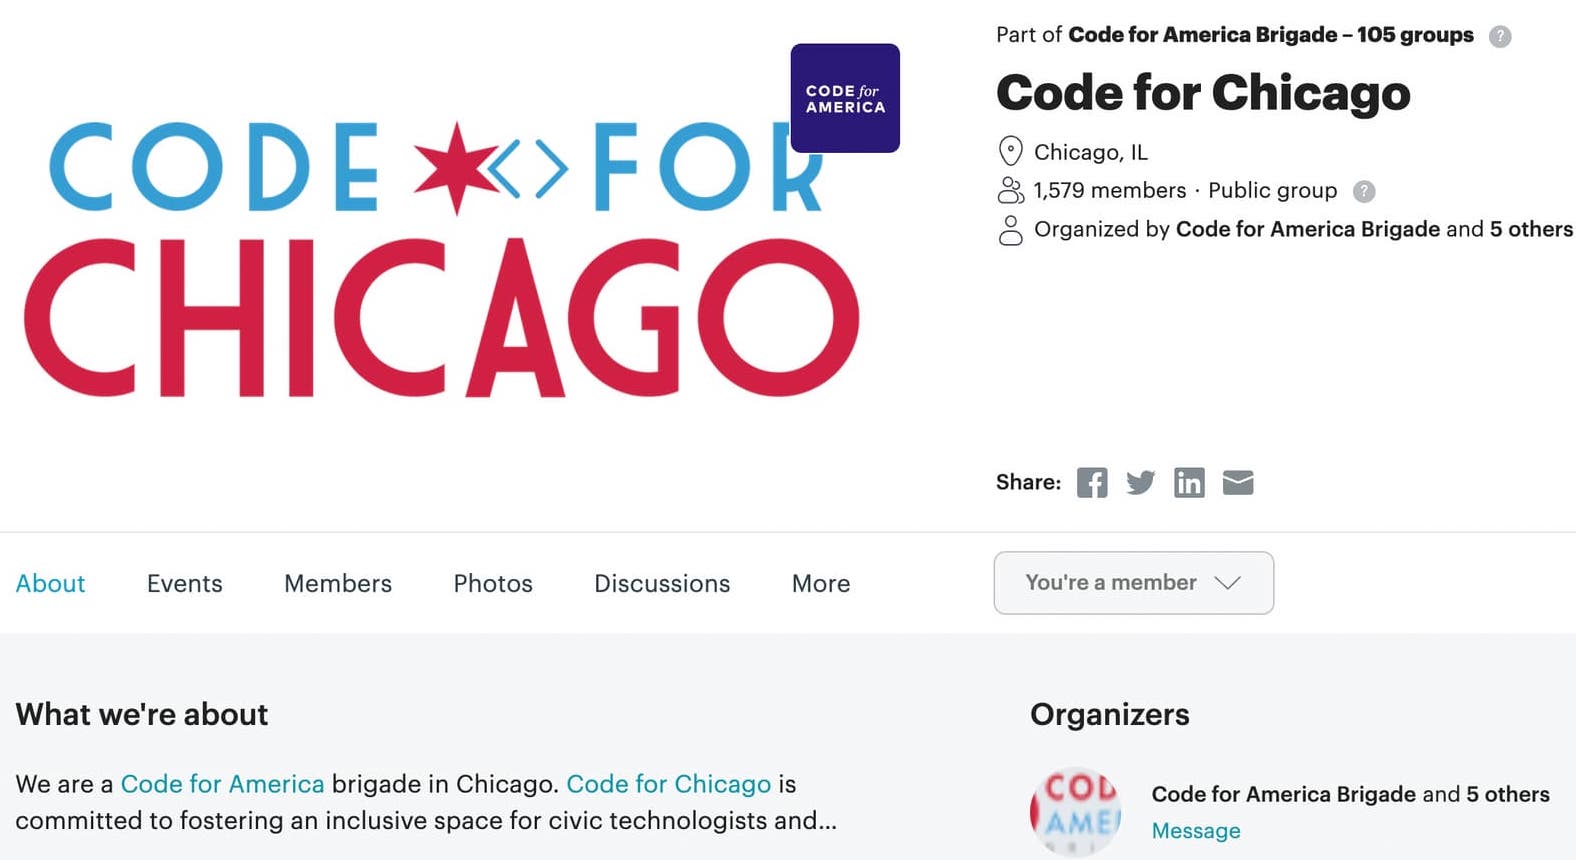 CODE FOR
CHICAGO
CODE for
AMERICA
Part of Code for America Brigade – 105 groups ?
Code for Chicago
Chicago, IL
1,579 members · Public group ?
Organized by Code for America Brigade and 5 others
Share: f in
About Events Members Photos Discussions More
You're a member
What we're about
We are a Code for America brigade in Chicago. Code for Chicago is
committed to fostering an inclusive space for civic technologists and...
Organizers
COD
AME
Code for America Brigade and 5 others
Message